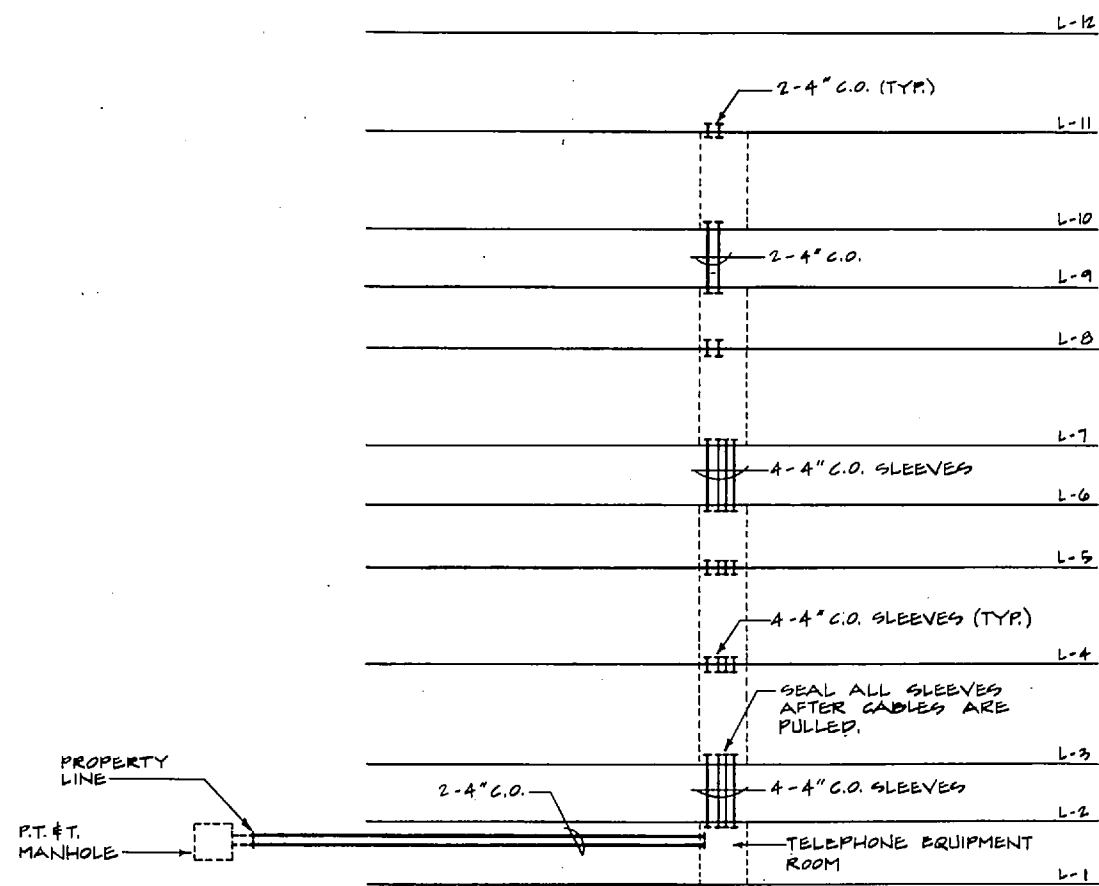 L-12
2-4" C.O. (TYP.)
L-11
L-10
2-4" C.O.
L-9
L-8
L-7
4-4" C.O. SLEEVES
L-6
L-5
4-4" C.O. SLEEVES (TYP.)
L-4
SEAL ALL SLEEVES
AFTER CABLES ARE
PULLED.
L-3
PROPERTY
LINE
2-4" C.O.
4-4" C.O. SLEEVES
L-2
P.T. & T.
MANHOLE
TELEPHONE EQUIPMENT
ROOM
L-1